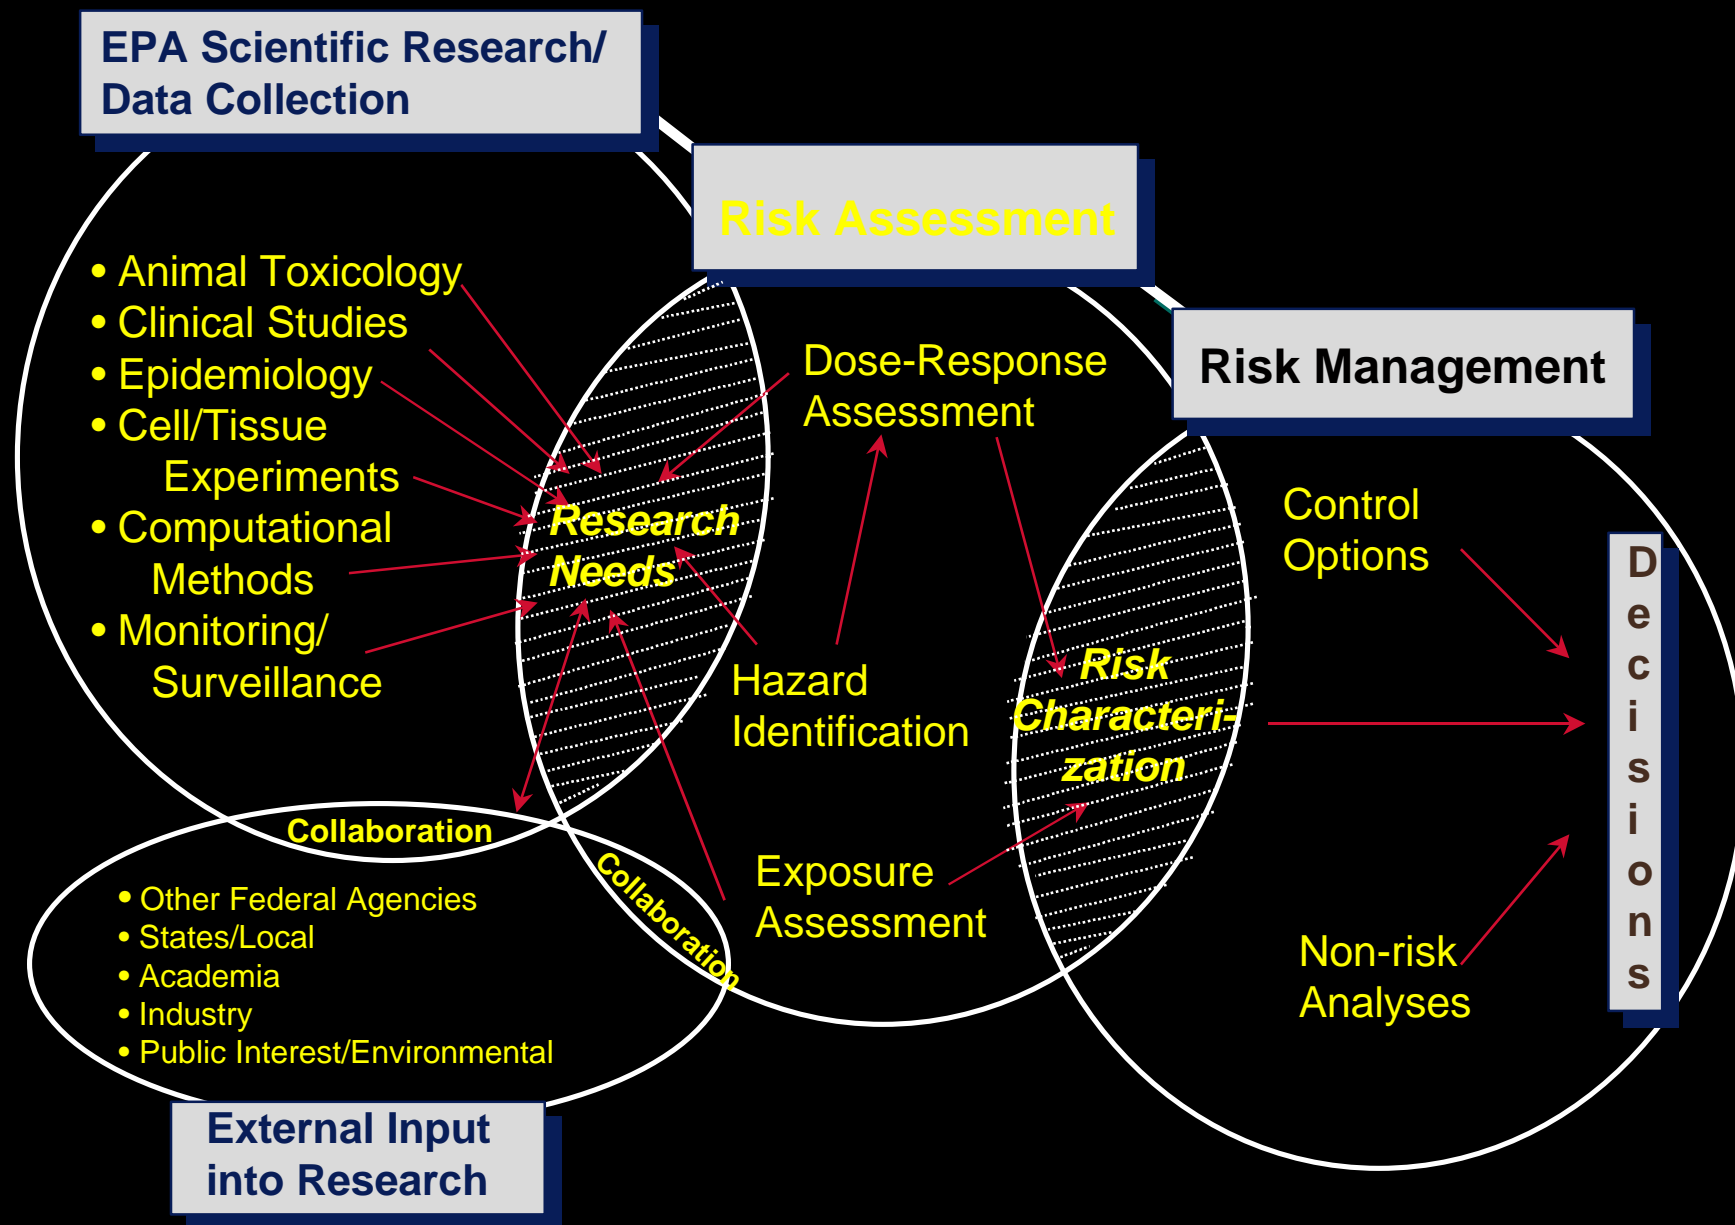 EPA Scientific Research/
Data Collection
Risk Assessment
Risk Management
• Animal Toxicology
• Clinical Studies
• Epidemiology
• Cell/Tissue
Experiments
• Computational
Methods
• Monitoring/
Surveillance
Research
Needs
Dose-Response
Assessment
Hazard
Identification
Exposure
Assessment
Risk
Characteri-
zation
Control
Options
Non-risk
Analyses
Decisions
Collaboration
Collaboration
• Other Federal Agencies
• States/Local
• Academia
• Industry
• Public Interest/Environmental
External Input
into Research